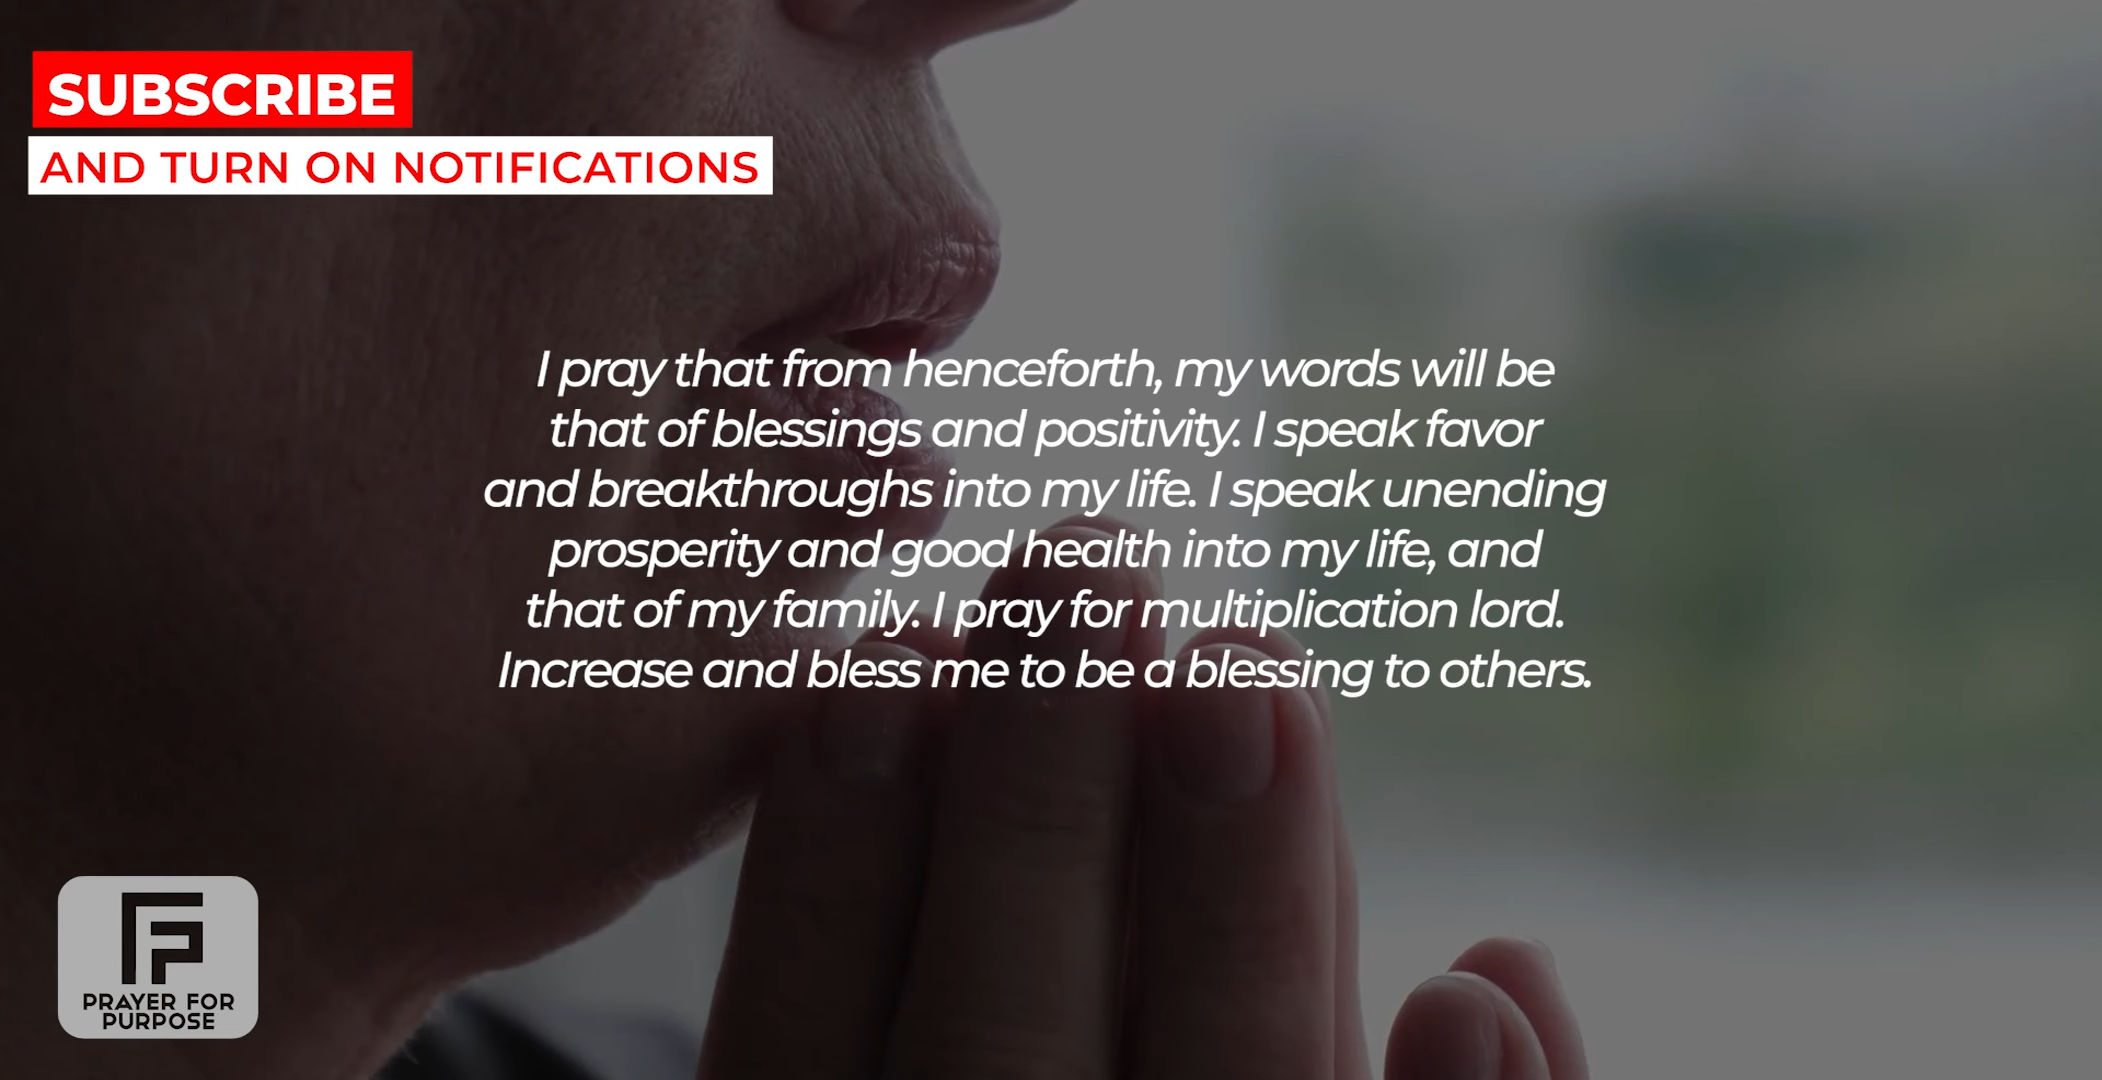 SUBSCRIBE
AND TURN ON NOTIFICATIONS
I pray that from henceforth, my words will be
that of blessings and positivity. I speak favor
and breakthroughs into my life. I speak unending
prosperity and good health into my life, and
that of my family. I pray for multiplication lord.
Increase and bless me to be a blessing to others.
PRAYER FOR
PURPOSE